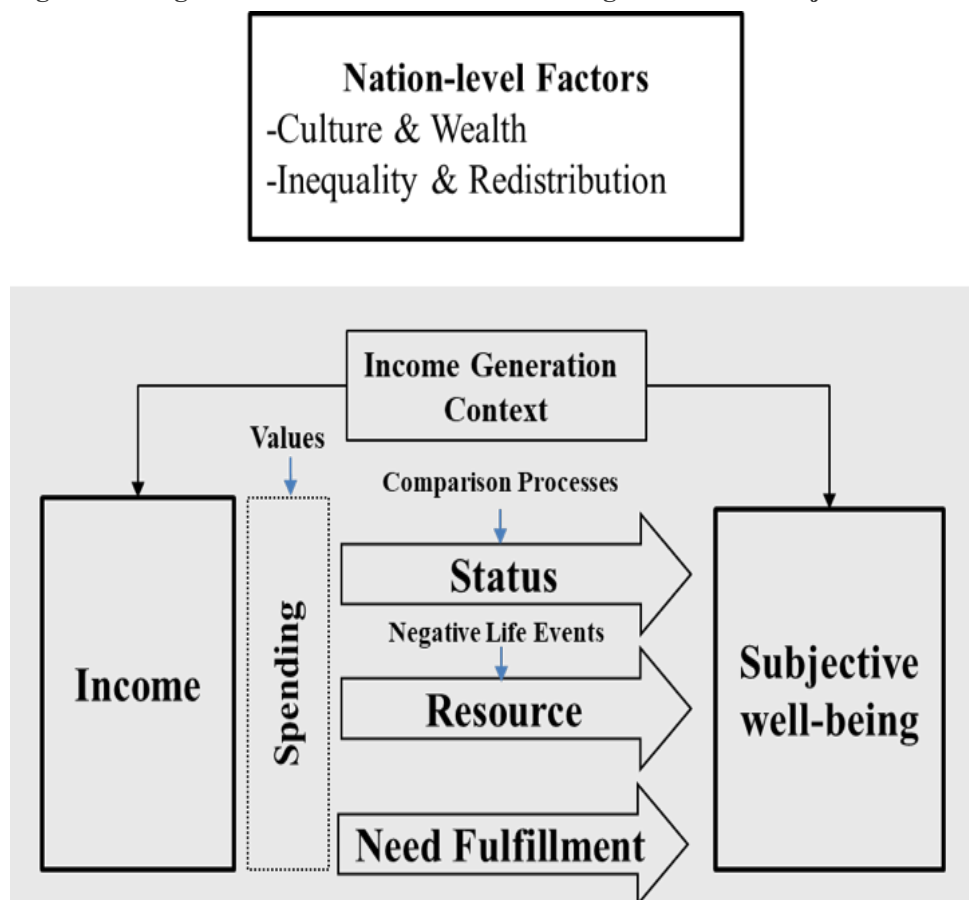 Nation-level Factors
-Culture & Wealth
-Inequality & Redistribution
Income Generation
Context
Values
Comparison Processes
Status
Negative Life Events
Income
Spending
Resource
Subjective
well-being
Need Fulfillment